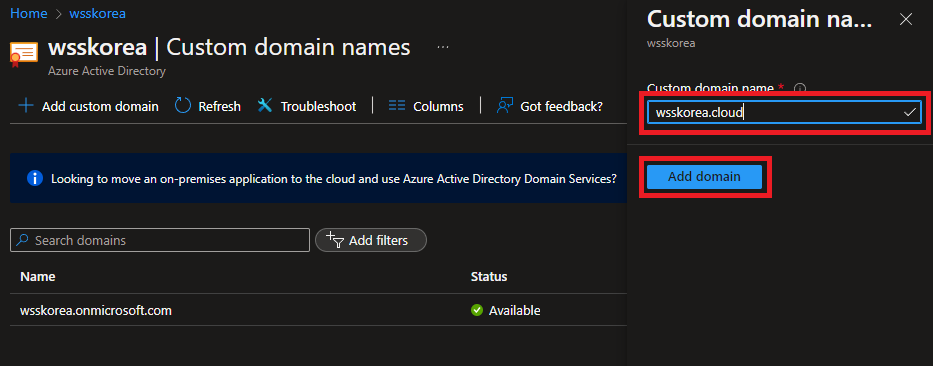 Home > wsskorea
wsskorea | Custom domain names ...
Azure Active Directory
Add custom domain Refresh Troubleshoot Columns Got feedback?
Looking to move an on-premises application to the cloud and use Azure Active Directory Domain Services?
Search domains Add filters
Name Status
wsskorea.onmicrosoft.com Available
Custom domain na...
wsskorea
Custom domain name *
wsskorea.cloud
Add domain